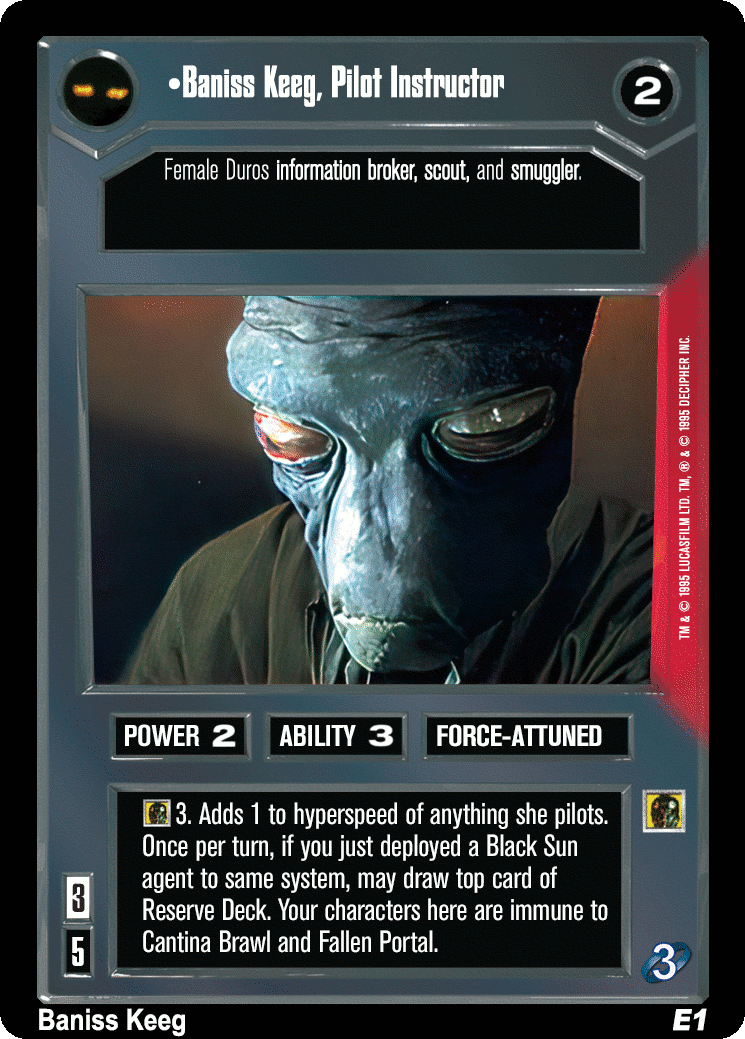 •Baniss Keeg, Pilot Instructor
2
Female Duros information broker, scout, and smuggler.
TM & © 1995 LUCASFILM LTD. TM, ® & © 1995 DECIPHER INC.
POWER 2
ABILITY 3
FORCE-ATTUNED
3. Adds 1 to hyperspeed of anything she pilots.
Once per turn, if you just deployed a Black Sun
agent to same system, may draw top card of
Reserve Deck. Your characters here are immune to
Cantina Brawl and Fallen Portal.
3
5
3
Baniss Keeg
E1